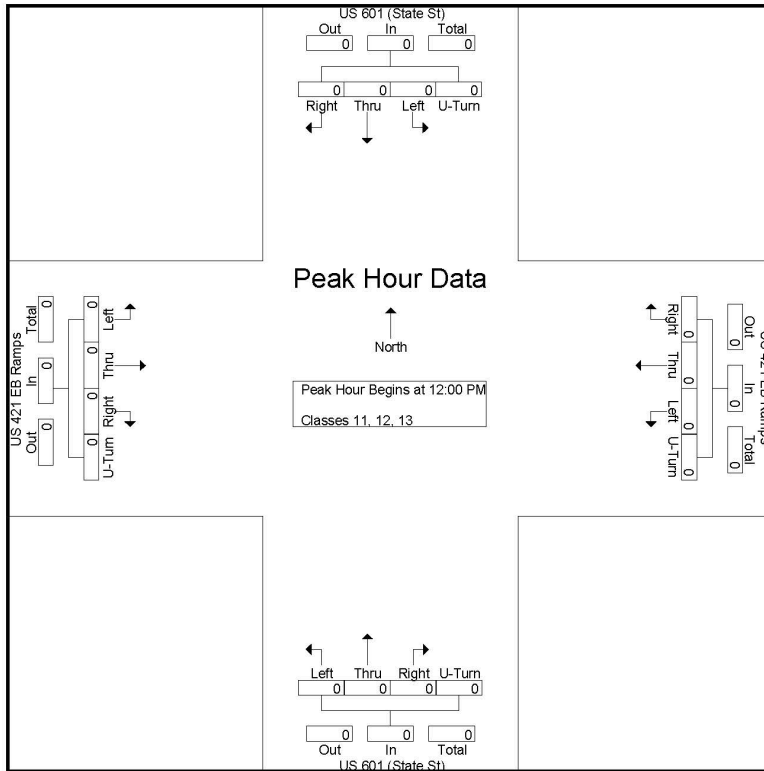 US 601 (State St)
Out In Total
0 0 0
0 0 0 0
Right Thru Left U-Turn
Peak Hour Data
North
Peak Hour Begins at 12:00 PM
Classes 11, 12, 13
US 421 EB Ramps
Out In Total
0 0 0
0 0 0 0
U-Turn Right Thru Left
US 421 EB Ramps
Out In Total
0 0 0
0 0 0 0
Right Thru Left U-Turn
Left Thru Right U-Turn
0 0 0 0
0 0 0
Out In Total
US 601 (State St)